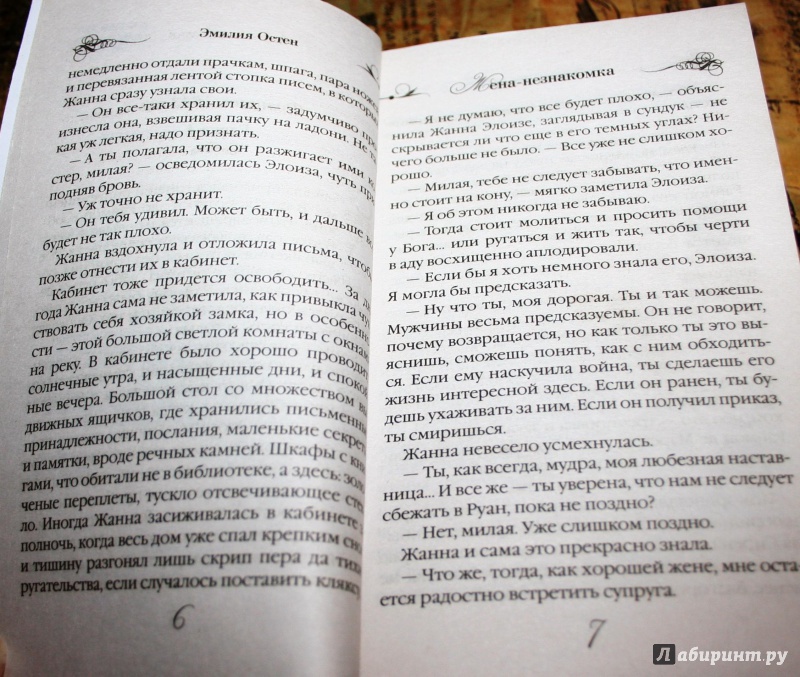 Эмилия Остен
немедленно отдали прачкам, шпага, пара
и перевязанная лентой стопка писем, в
Жанна сразу узнала свои.
— Он все-таки хранил их, — задумчиво
изнесла она, взвешивая пачку на ладони. Не
кая уж легкая, надо признать.
— А ты полагала, что он разжигает ими
стер, милая? — осведомилась Элоиза, чуть
подняв бровь.
— Уж точно не хранит.
— Он тебя удивил. Может быть, и дальше
будет не так плохо.
Жанна вздохнула и отложила письма,
позже отнести их в кабинет.
Кабинет тоже придется освободить... За
года Жанна сама не заметила, как привыкла
ствовать себя хозяйкой замка, но в
сти — этой большой светлой комнаты с
на реку. В кабинете было хорошо
солнечные утра, и насыщенные дни, и
ные вечера. Большой стол со множеством
движных ящичков, где хранились
принадлежности, послания, маленькие
и памятки, вроде речных камней. Шкафы с
гами, что обитали не в библиотеке, а здесь:
ченые переплеты, тускло отсвечивающее
ло. Иногда Жанна засиживалась в кабинете
полночь, когда весь дом уже спал крепким
и тишину разгонял лишь скрип пера да
ругательства, если случалось поставить кляксу
6
Жена-незнакомка
— Я не думаю, что все будет плохо, — объяс-
нила Жанна Элоизе, заглядывая в сундук — не
скрывается ли что еще в его темных углах? Ни-
чего больше не было. — Все уже не слишком хо-
рошо.
— Милая, тебе не следует забывать, что имен-
но стоит на кону, — мягко заметила Элоиза.
— Я об этом никогда не забываю.
— Тогда стоит молиться и просить помощи
у Бога... или ругаться и жить так, чтобы черти
в аду восхищенно аплодировали.
— Если бы я хоть немного знала его, Элоиза.
Я могла бы предсказать.
— Ну что ты, моя дорогая. Ты и так можешь.
Мужчины весьма предсказуемы. Он не говорит,
почему возвращается, но как только ты это вы-
яснишь, сможешь понять, как с ним обходить-
ся. Если ему наскучила война, ты сделаешь его
жизнь интересной здесь. Если он ранен, ты бу-
дешь ухаживать за ним. Если он получил приказ,
ты смиришься.
Жанна невесело усмехнулась.
— Ты, как всегда, мудра, моя любезная настав-
ница... И все же — ты уверена, что нам не следует
сбежать в Руан, пока не поздно?
— Нет, милая. Уже слишком поздно.
Жанна и сама это прекрасно знала.
— Что же, тогда, как хорошей жене, мне оста-
ется радостно встретить супруга.
7
Лабиринт.ру